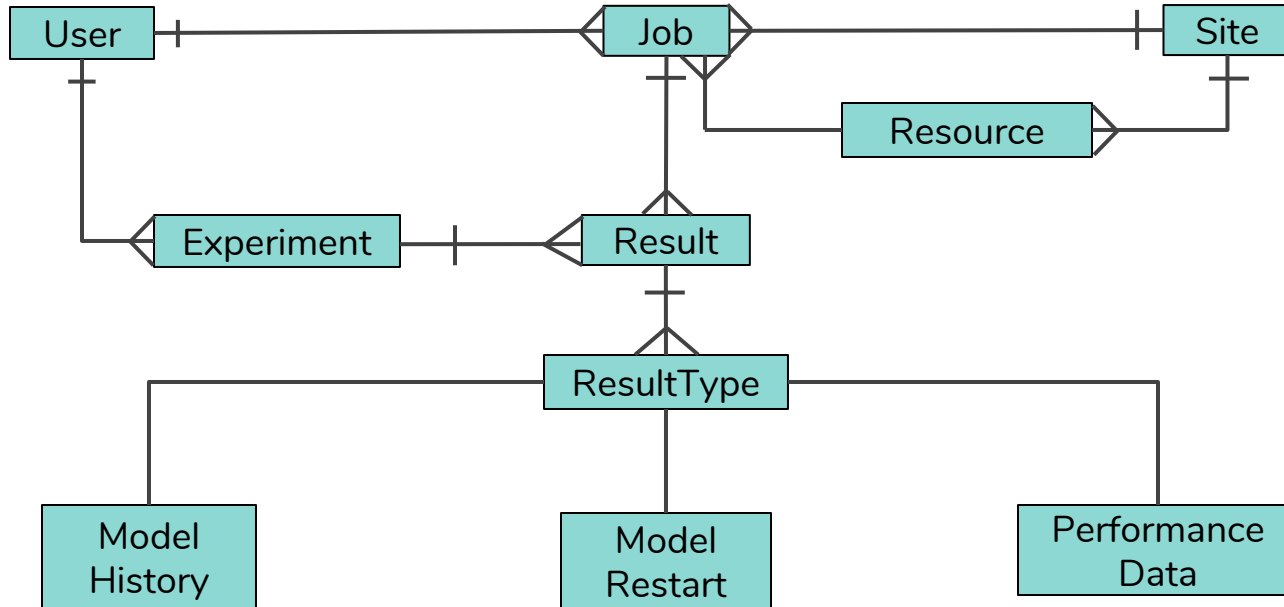 User
Job
Site
Resource
Experiment
Result
ResultType
Model
History
Model
Restart
Performance
Data